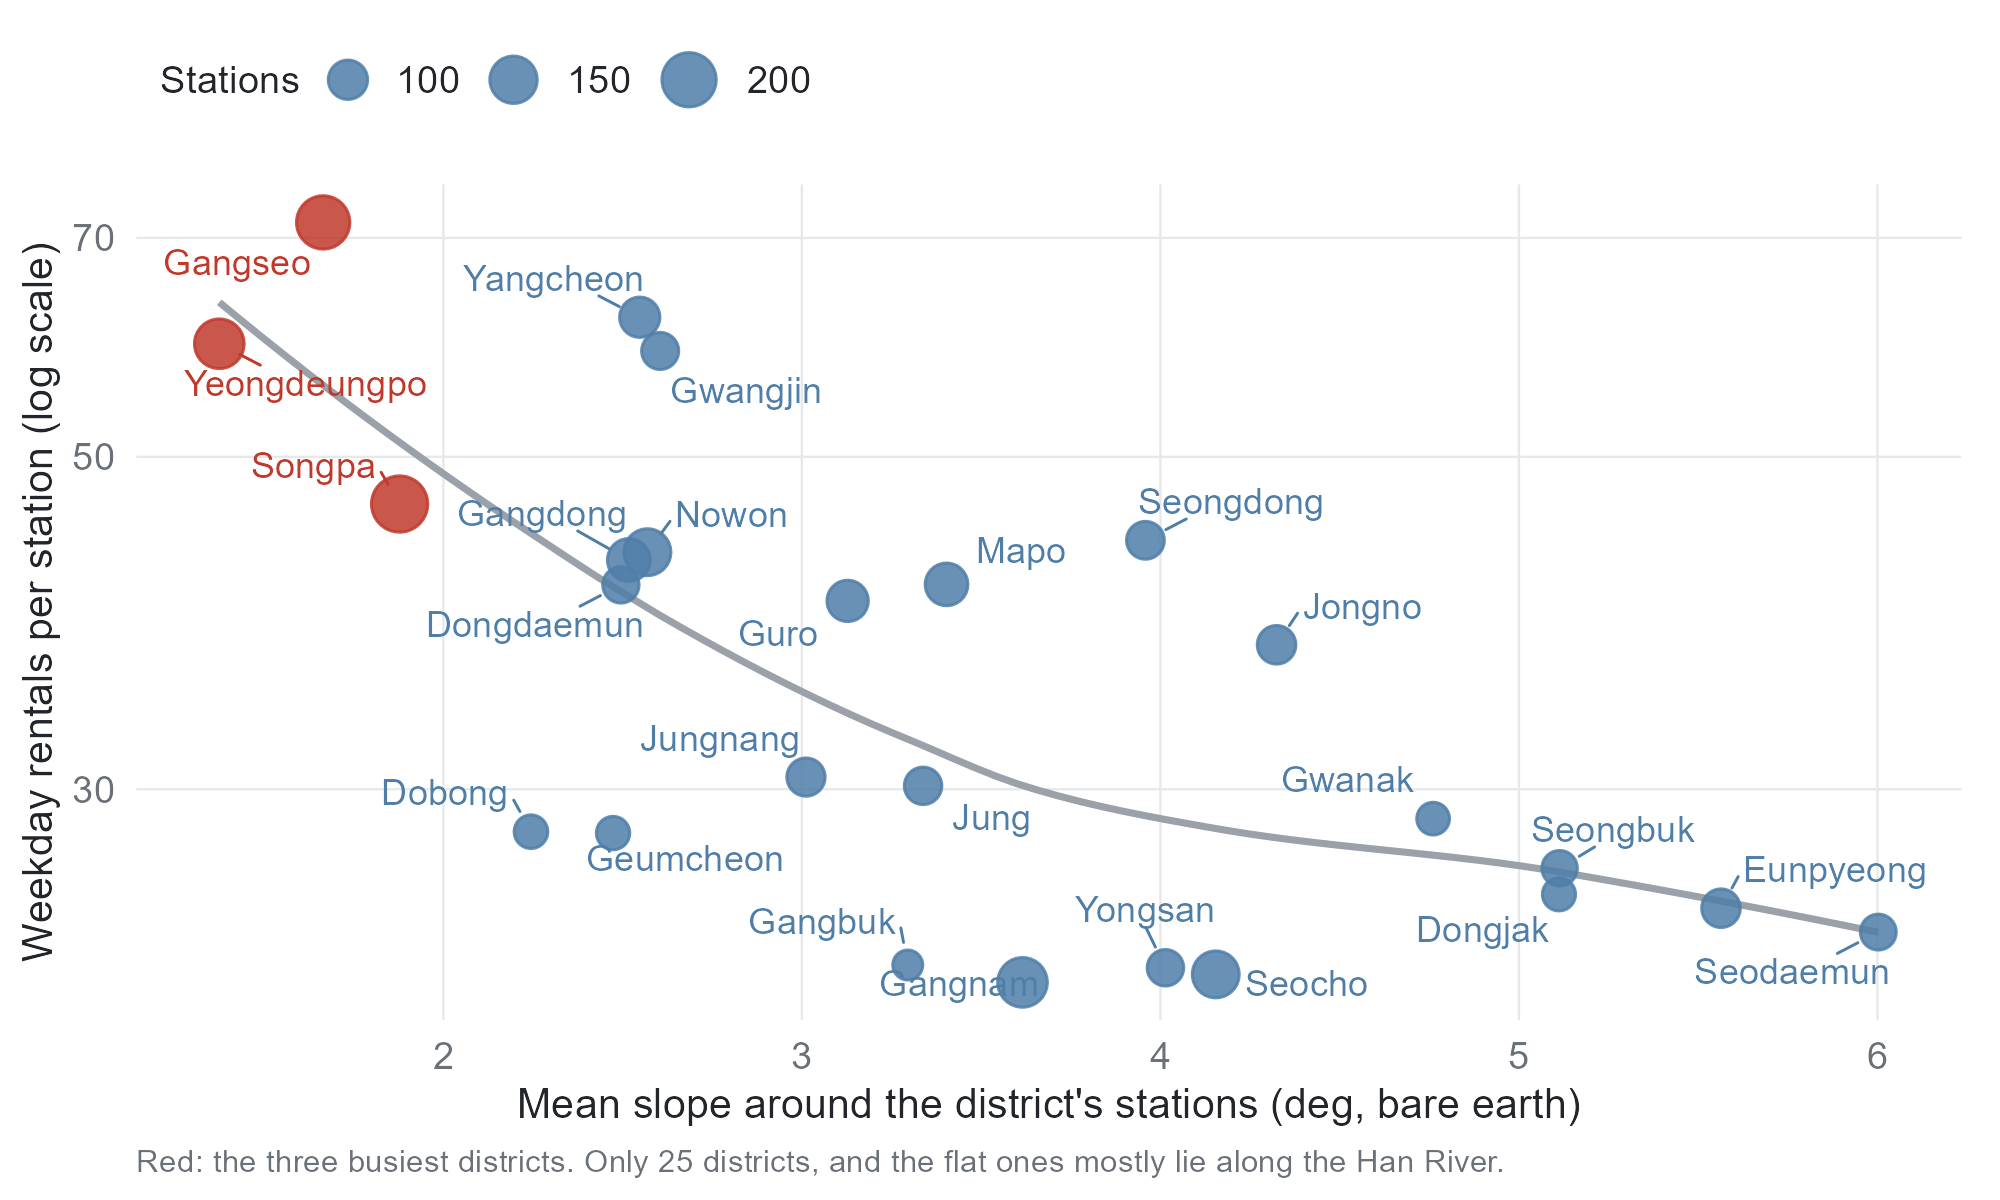 Stations 100 150 200
Weekday rentals per station (log scale)
70
50
30
Gangseo
Yangcheon
Yeongdeungpo
Gwangjin
Songpa
Gangdong
Nowon
Seongdong
Mapo
Dongdaemun
Guro
Jongno
Jungnang
Dobong
Gwanak
Jung
Seongbuk
Geumcheon
Eunpyeong
Gangbuk
Yongsan
Dongjak
Gangnam
Seocho
Seodaemun
2 3 4 5 6
Mean slope around the district's stations (deg, bare earth)
Red: the three busiest districts. Only 25 districts, and the flat ones mostly lie along the Han River.